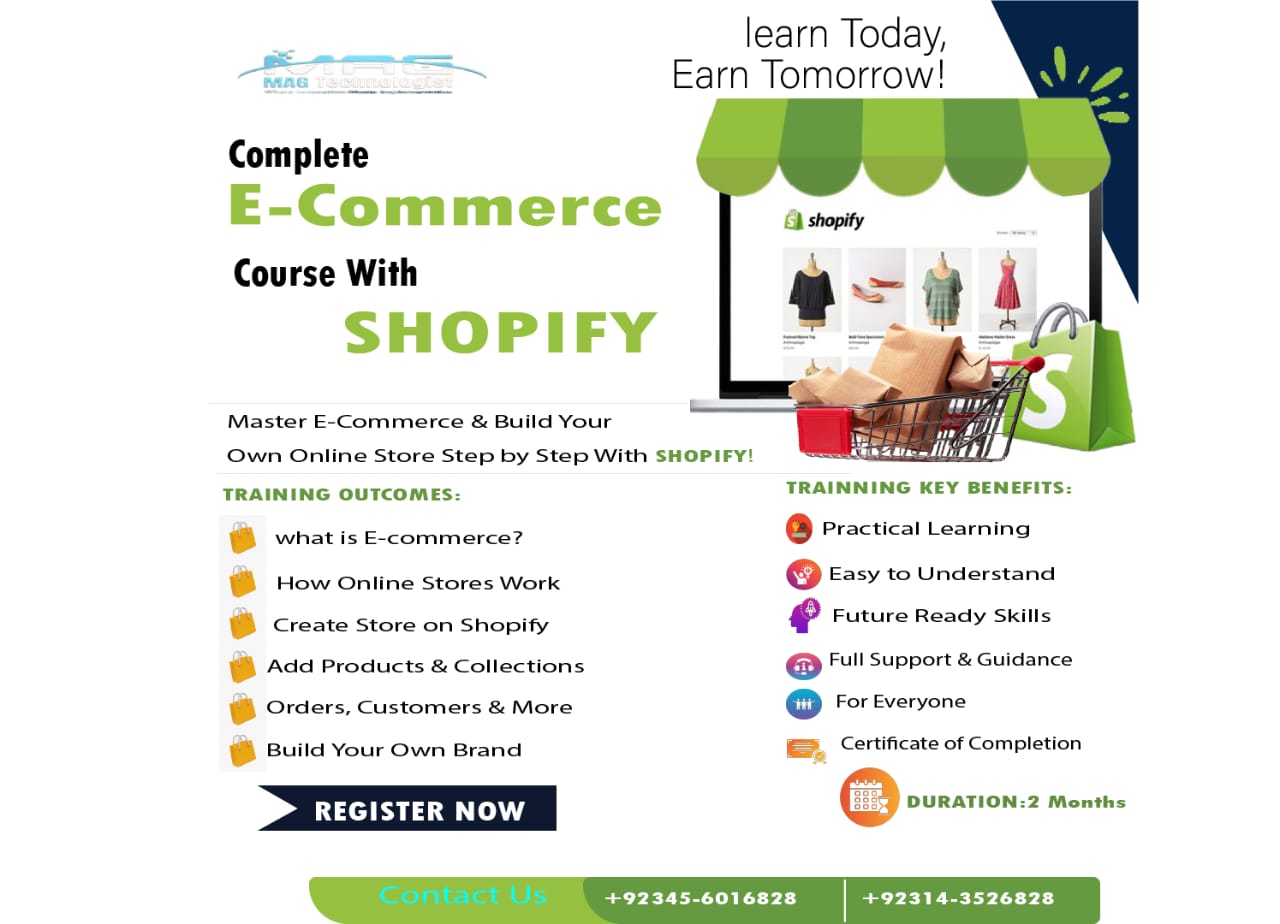 learn Today,
Earn Tomorrow!
MAG
MAG Technologist
Complete
E-Commerce
Course With
SHOPIFY
shopify
Master E-Commerce & Build Your
Own Online Store Step by Step With SHOPIFY!
TRAINING OUTCOMES:
what is E-commerce?
How Online Stores Work
Create Store on Shopify
Add Products & Collections
Orders, Customers & More
Build Your Own Brand
REGISTER NOW
TRAINNING KEY BENEFITS:
Practical Learning
Easy to Understand
Future Ready Skills
Full Support & Guidance
For Everyone
Certificate of Completion
DURATION:2 Months
Contact Us
+92345-6016828
+92314-3526828